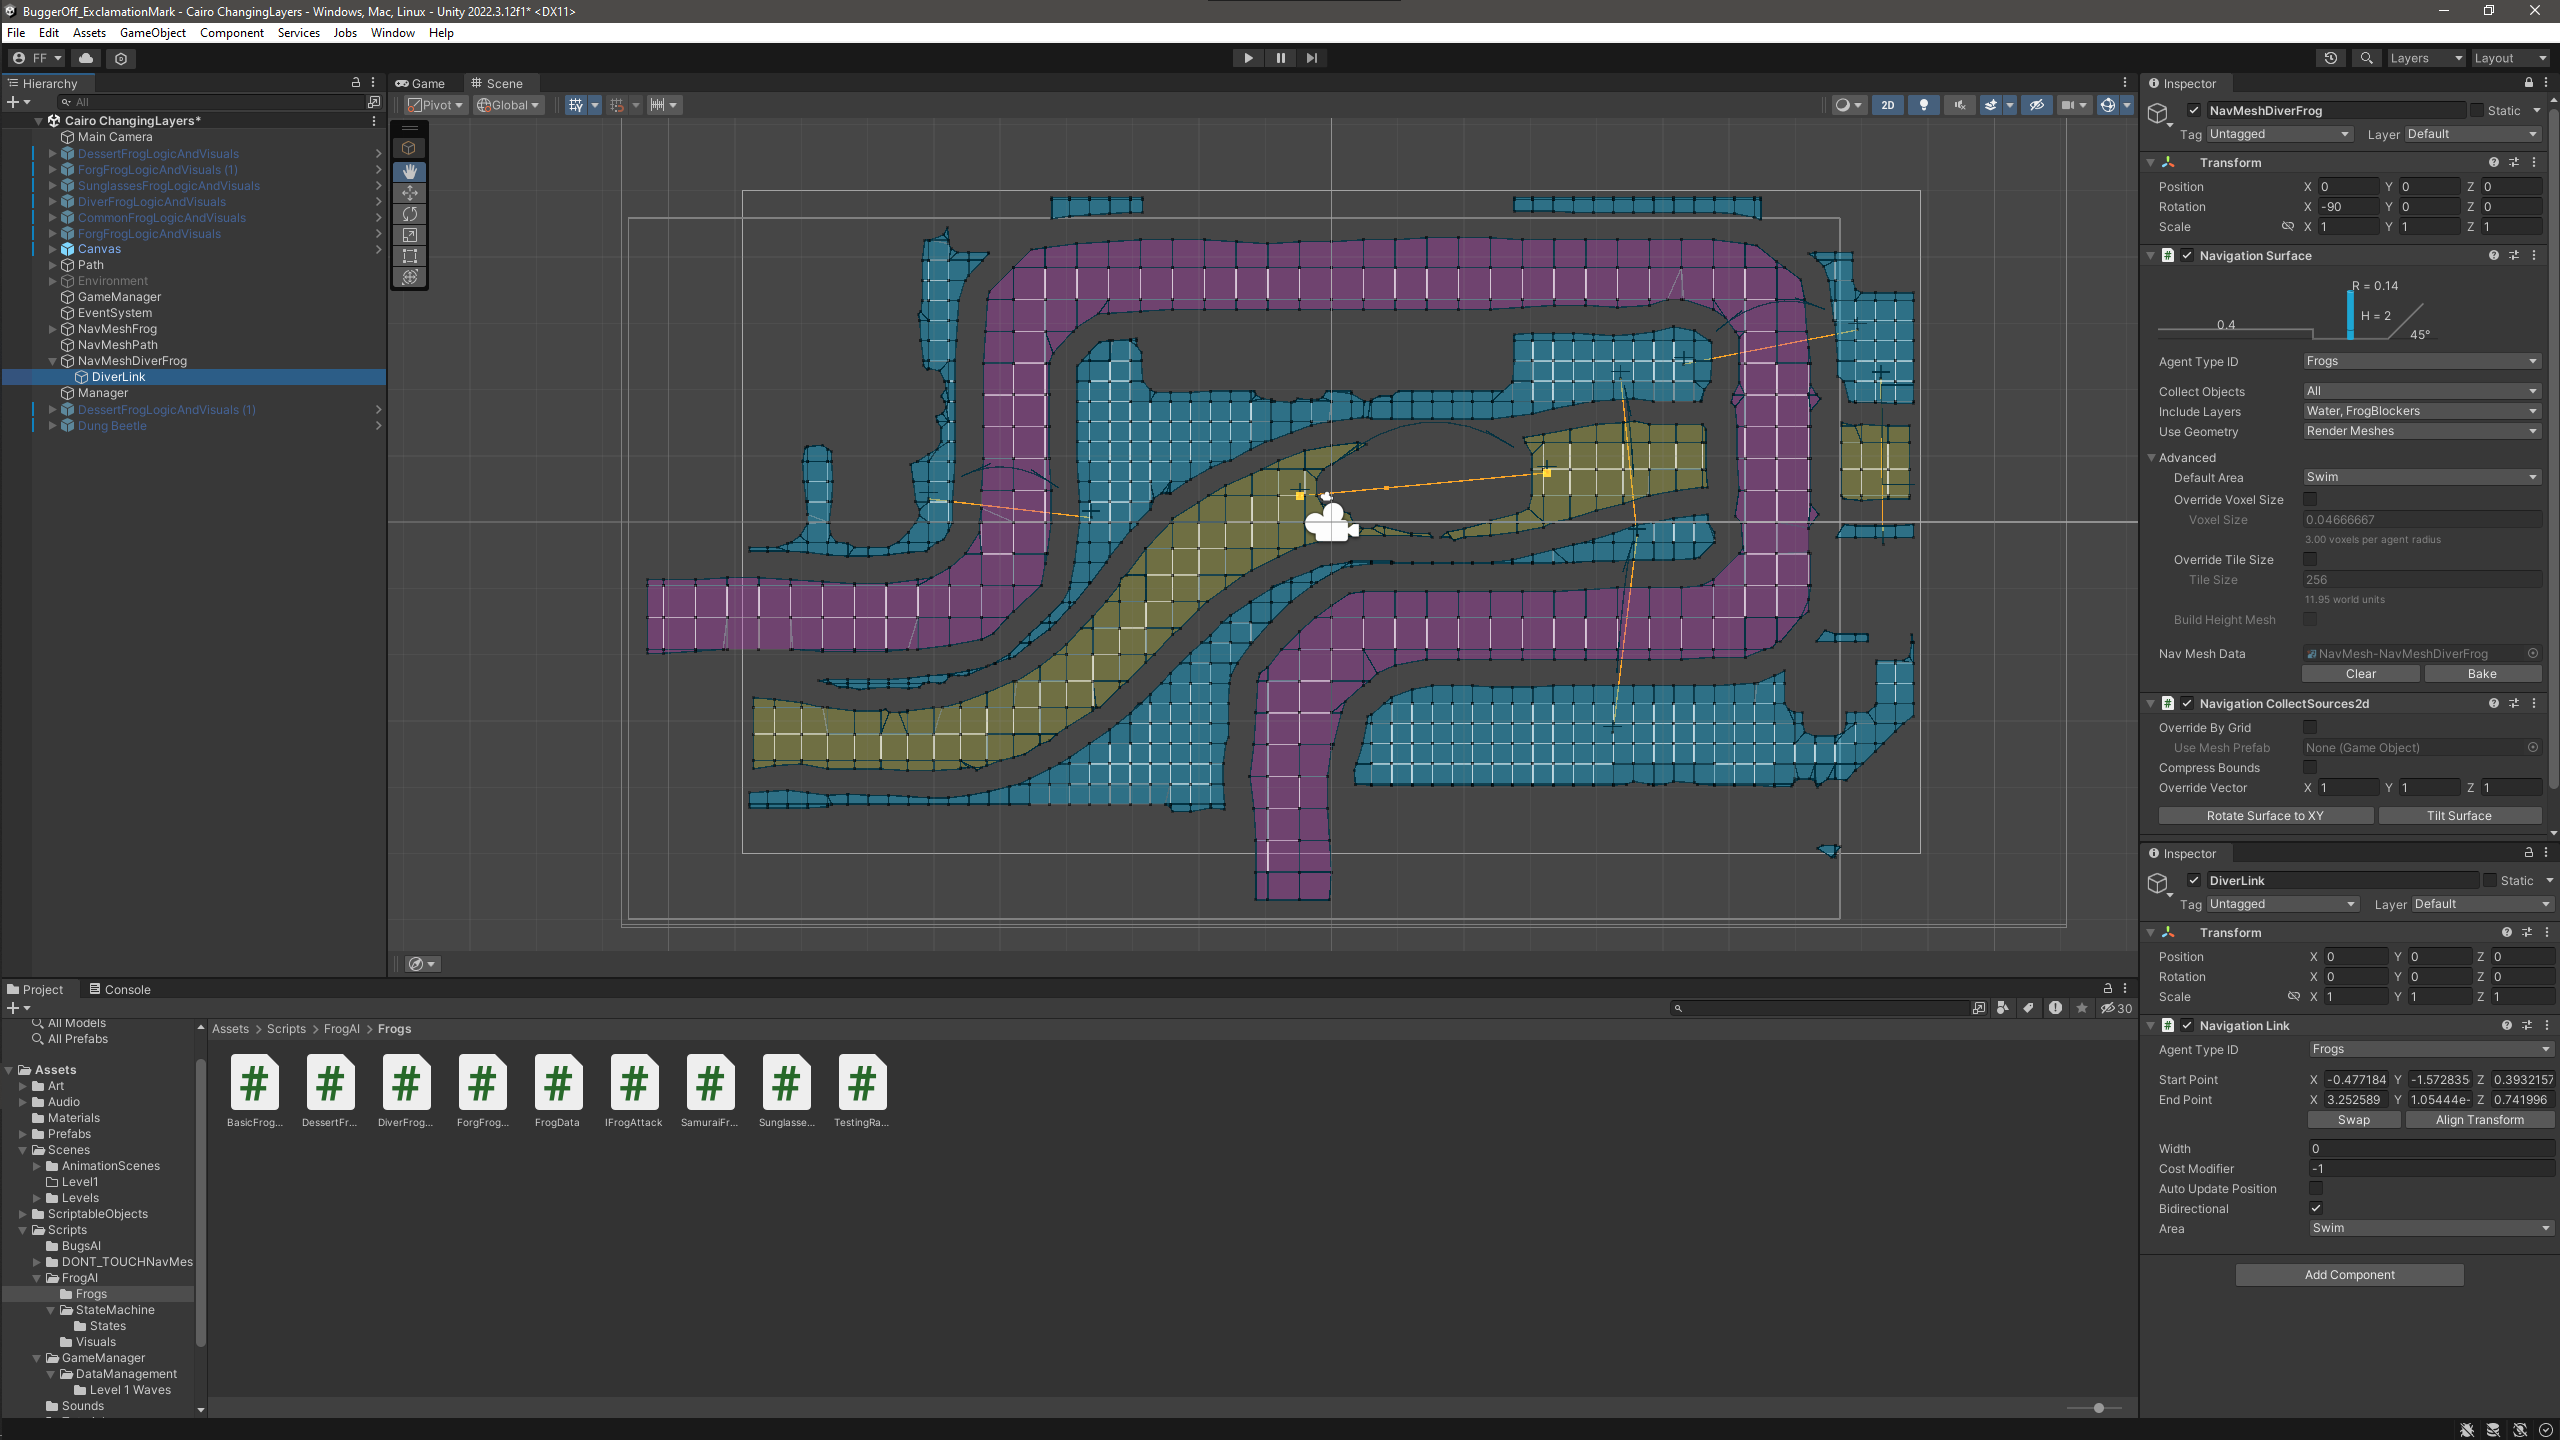 BuggerOff_ExclamationMark - Cairo ChangingLayers - Windows, Mac, Linux - Unity 2022.3.12f1* <DX11>
File Edit Assets GameObject Component Services Jobs Window Help
FF
Layers Layout
Hierarchy
All
Cairo ChangingLayers*
Main Camera
DessertFrogLogicAndVisuals
ForgFrogLogicAndVisuals (1)
SunglassesFrogLogicAndVisuals
DiverFrogLogicAndVisuals
CommonFrogLogicAndVisuals
ForgFrogLogicAndVisuals
Canvas
Path
Environment
GameManager
EventSystem
NavMeshFrog
NavMeshPath
NavMeshDiverFrog
DiverLink
Manager
DessertFrogLogicAndVisuals (1)
Dung Beetle
Game Scene
Pivot Global
2D
Inspector
NavMeshDiverFrog Static
Tag Untagged Layer Default
Transform
Position X 0 Y 0 Z 0
Rotation X -90 Y 0 Z 0
Scale X 1 Y 1 Z 1
Navigation Surface
R = 0.14
H = 2
0.4
45°
Agent Type ID Frogs
Collect Objects All
Include Layers Water, FrogBlockers
Use Geometry Render Meshes
Advanced
Default Area Swim
Override Voxel Size
Voxel Size 0.04666667
3.00 voxels per agent radius
Override Tile Size
Tile Size 256
11.95 world units
Build Height Mesh
Nav Mesh Data NavMesh-NavMeshDiverFrog
Clear Bake
Navigation CollectSources2d
Override By Grid
Use Mesh Prefab None (Game Object)
Compress Bounds
Override Vector X 1 Y 1 Z 1
Rotate Surface to XY Tilt Surface
Inspector
DiverLink Static
Tag Untagged Layer Default
Transform
Position X 0 Y 0 Z 0
Rotation X 0 Y 0 Z 0
Scale X 1 Y 1 Z 1
Navigation Link
Agent Type ID Frogs
Start Point X -0.477184 Y -1.572835 Z 0.3932157
End Point X 3.252589 Y 1.05444e- Z 0.741996
Swap Align Transform
Width 0
Cost Modifier -1
Auto Update Position
Bidirectional
Area Swim
Add Component
Project Console
30
All Models
All Prefabs
Assets
Art
Audio
Materials
Prefabs
Scenes
AnimationScenes
Level1
Levels
ScriptableObjects
Scripts
BugsAI
DONT_TOUCHNavMes
FrogAI
Frogs
StateMachine
States
Visuals
GameManager
DataManagement
Level 1 Waves
Sounds
Assets > Scripts > FrogAI > Frogs
BasicFrog... DessertFr... DiverFrog... ForgFrog... FrogData IFrogAttack SamuraiFr... Sunglasse... TestingRa...